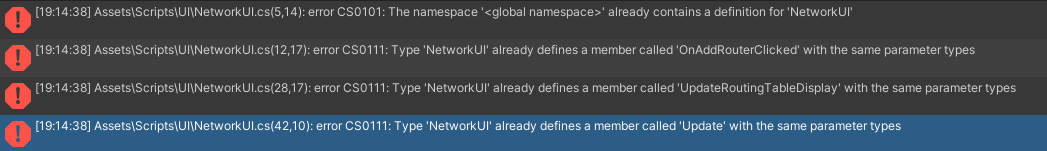 [19:14:38] Assets\Scripts\UI\NetworkUI.cs(5,14): error CS0101: The namespace '<global namespace>' already contains a definition for 'NetworkUI'
[19:14:38] Assets\Scripts\UI\NetworkUI.cs(12,17): error CS0111: Type 'NetworkUI' already defines a member called 'OnAddRouterClicked' with the same parameter types
[19:14:38] Assets\Scripts\UI\NetworkUI.cs(28,17): error CS0111: Type 'NetworkUI' already defines a member called 'UpdateRoutingTableDisplay' with the same parameter types
[19:14:38] Assets\Scripts\UI\NetworkUI.cs(42,10): error CS0111: Type 'NetworkUI' already defines a member called 'Update' with the same parameter types